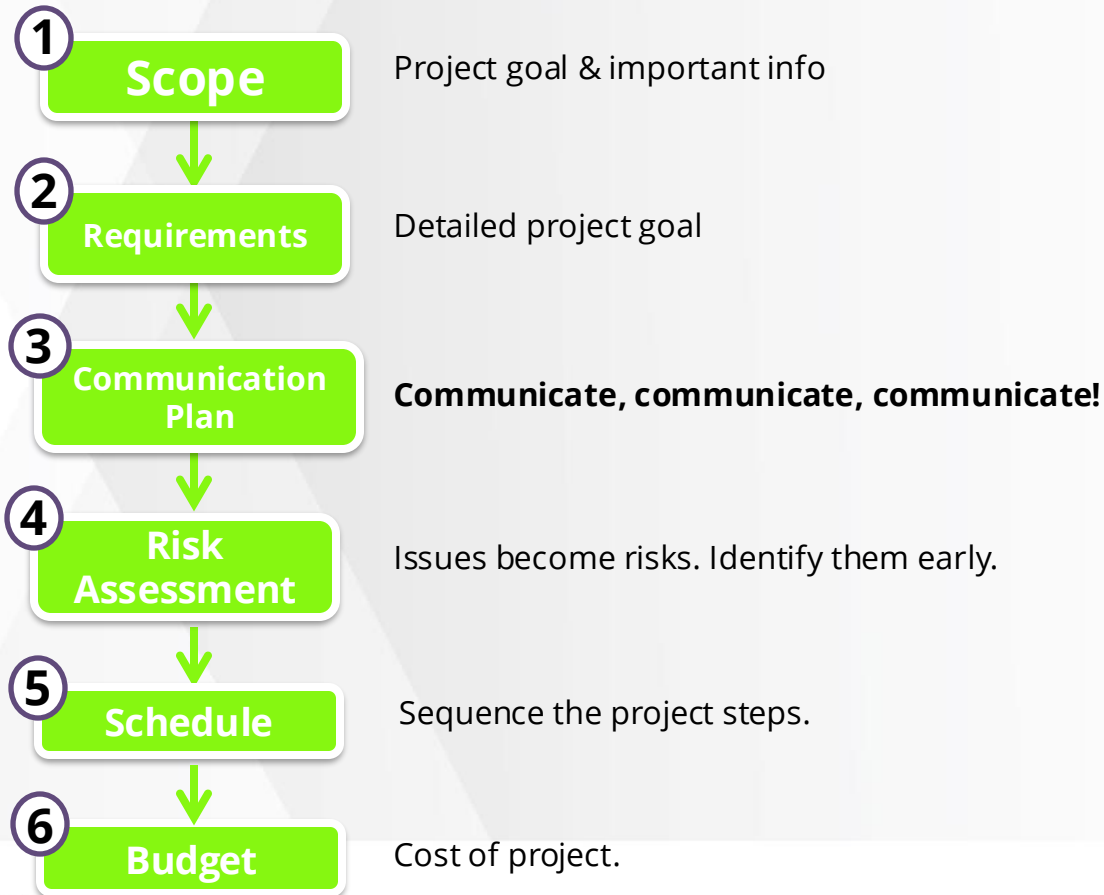 1
Scope
Project goal & important info
2
Requirements
Detailed project goal
3
Communication
Plan
Communicate, communicate, communicate!
4
Risk
Assessment
Issues become risks. Identify them early.
5
Schedule
Sequence the project steps.
6
Budget
Cost of project.